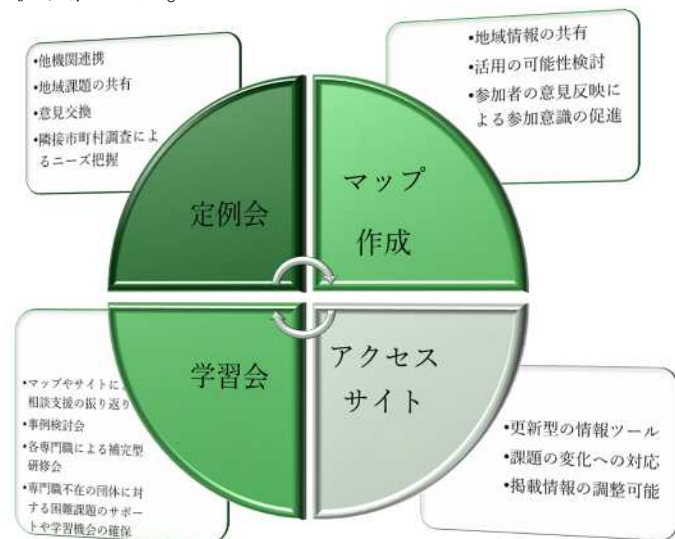 •他機関連携
•地域課題の共有
•意見交換
•隣接市町村調査によ
るニーズ把握
•地域情報の共有
•活用の可能性検討
•参加者の意見反映に
よる参加意識の促進
定例会
マップ
作成
学習会
アクセス
サイト
•マップやサイトに
相談支援の振り返り
•事例検討会
•各専門職による補完型
研修会
•専門職不在の団体に対
する困難課題のサポー
トや学習機会の確保
•更新型の情報ツール
•課題の変化への対応
•掲載情報の調整可能